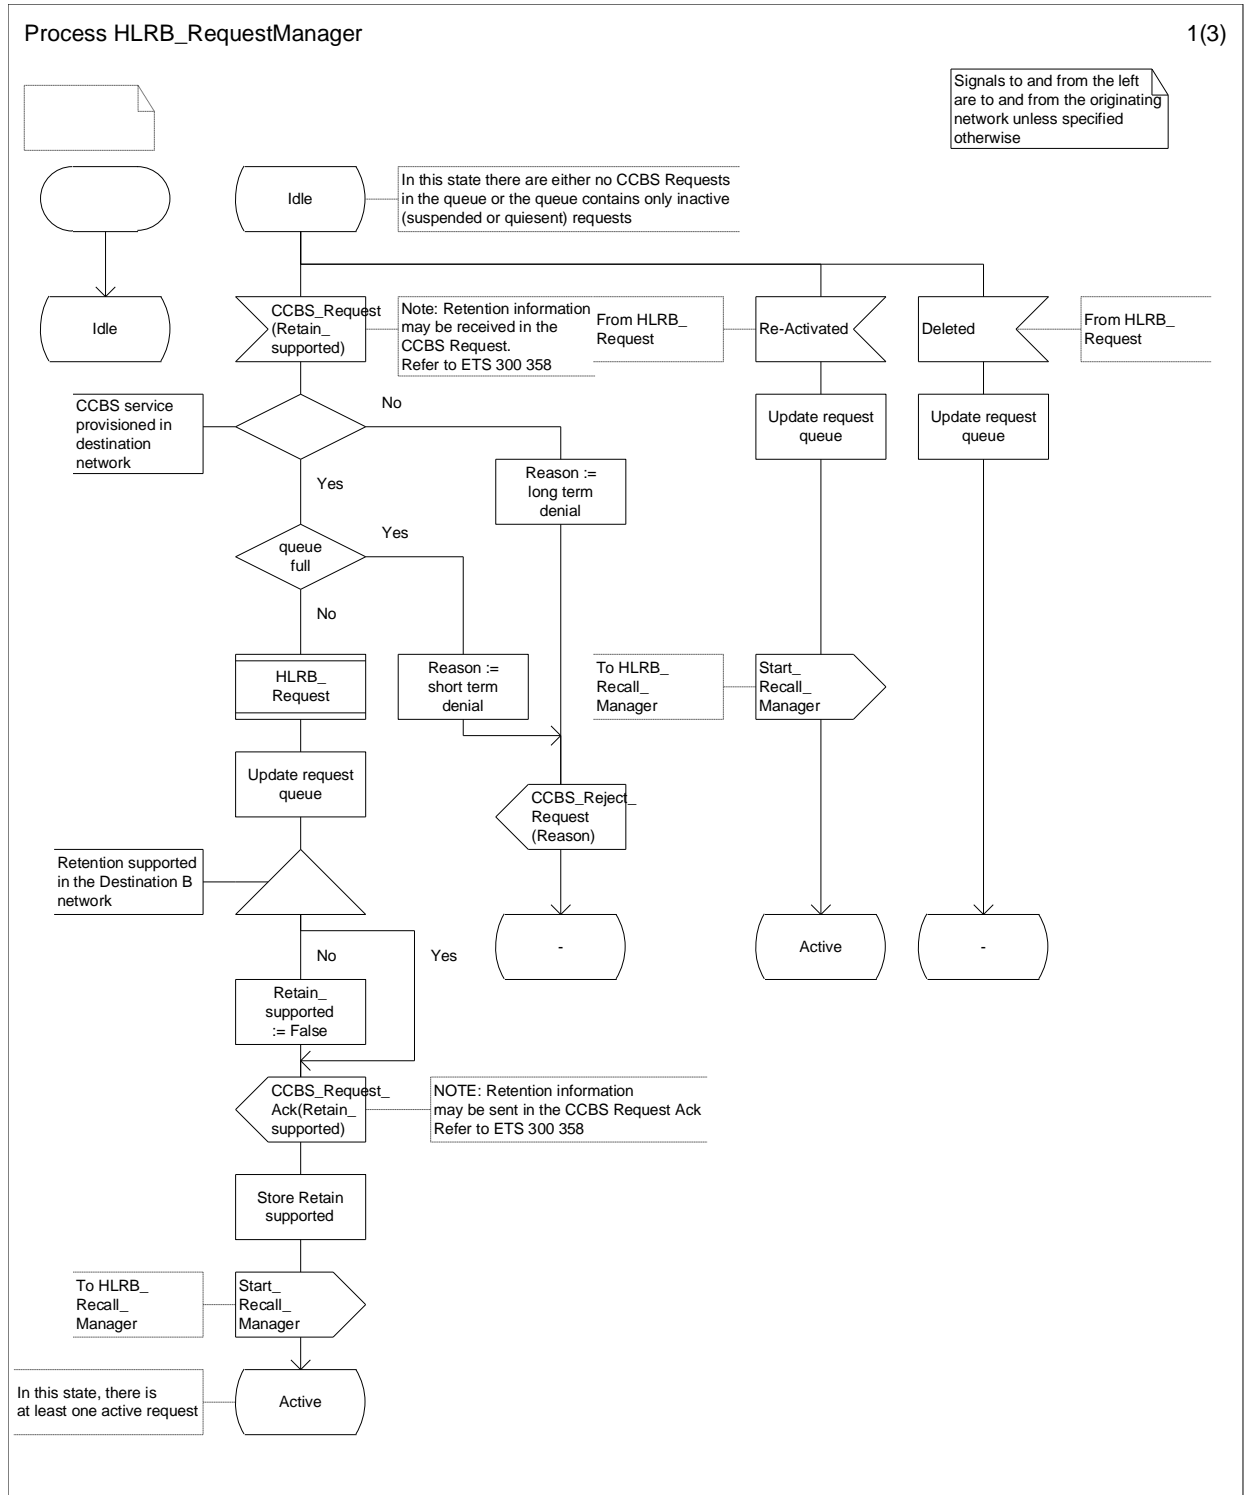 Process HLRB_RequestManager
1(3)
Signals to and from the left
are to and from the originating
network unless specified
otherwise
Idle
In this state there are either no CCBS Requests
in the queue or the queue contains only inactive
(suspended or quiesent) requests
Idle
CCBS_Request
(Retain_
supported)
Note: Retention information
may be received in the
CCBS Request.
Refer to ETS 300 358
From HLRB_
Request
Re-Activated
Deleted
From HLRB_
Request
CCBS service
provisioned in
destination
network
No
Yes
Reason :=
long term
denial
Update request
queue
Update request
queue
queue
full
Yes
No
HLRB_
Request
Reason :=
short term
denial
To HLRB_
Recall_
Manager
Start_
Recall_
Manager
Update request
queue
CCBS_Reject_
Request
(Reason)
Retention supported
in the Destination B
network
No
Yes
-
Active
-
Retain_
supported
:= False
CCBS_Request_
Ack(Retain_
supported)
NOTE: Retention information
may be sent in the CCBS Request Ack
Refer to ETS 300 358
Store Retain
supported
To HLRB_
Recall_
Manager
Start_
Recall_
Manager
In this state, there is
at least one active request
Active